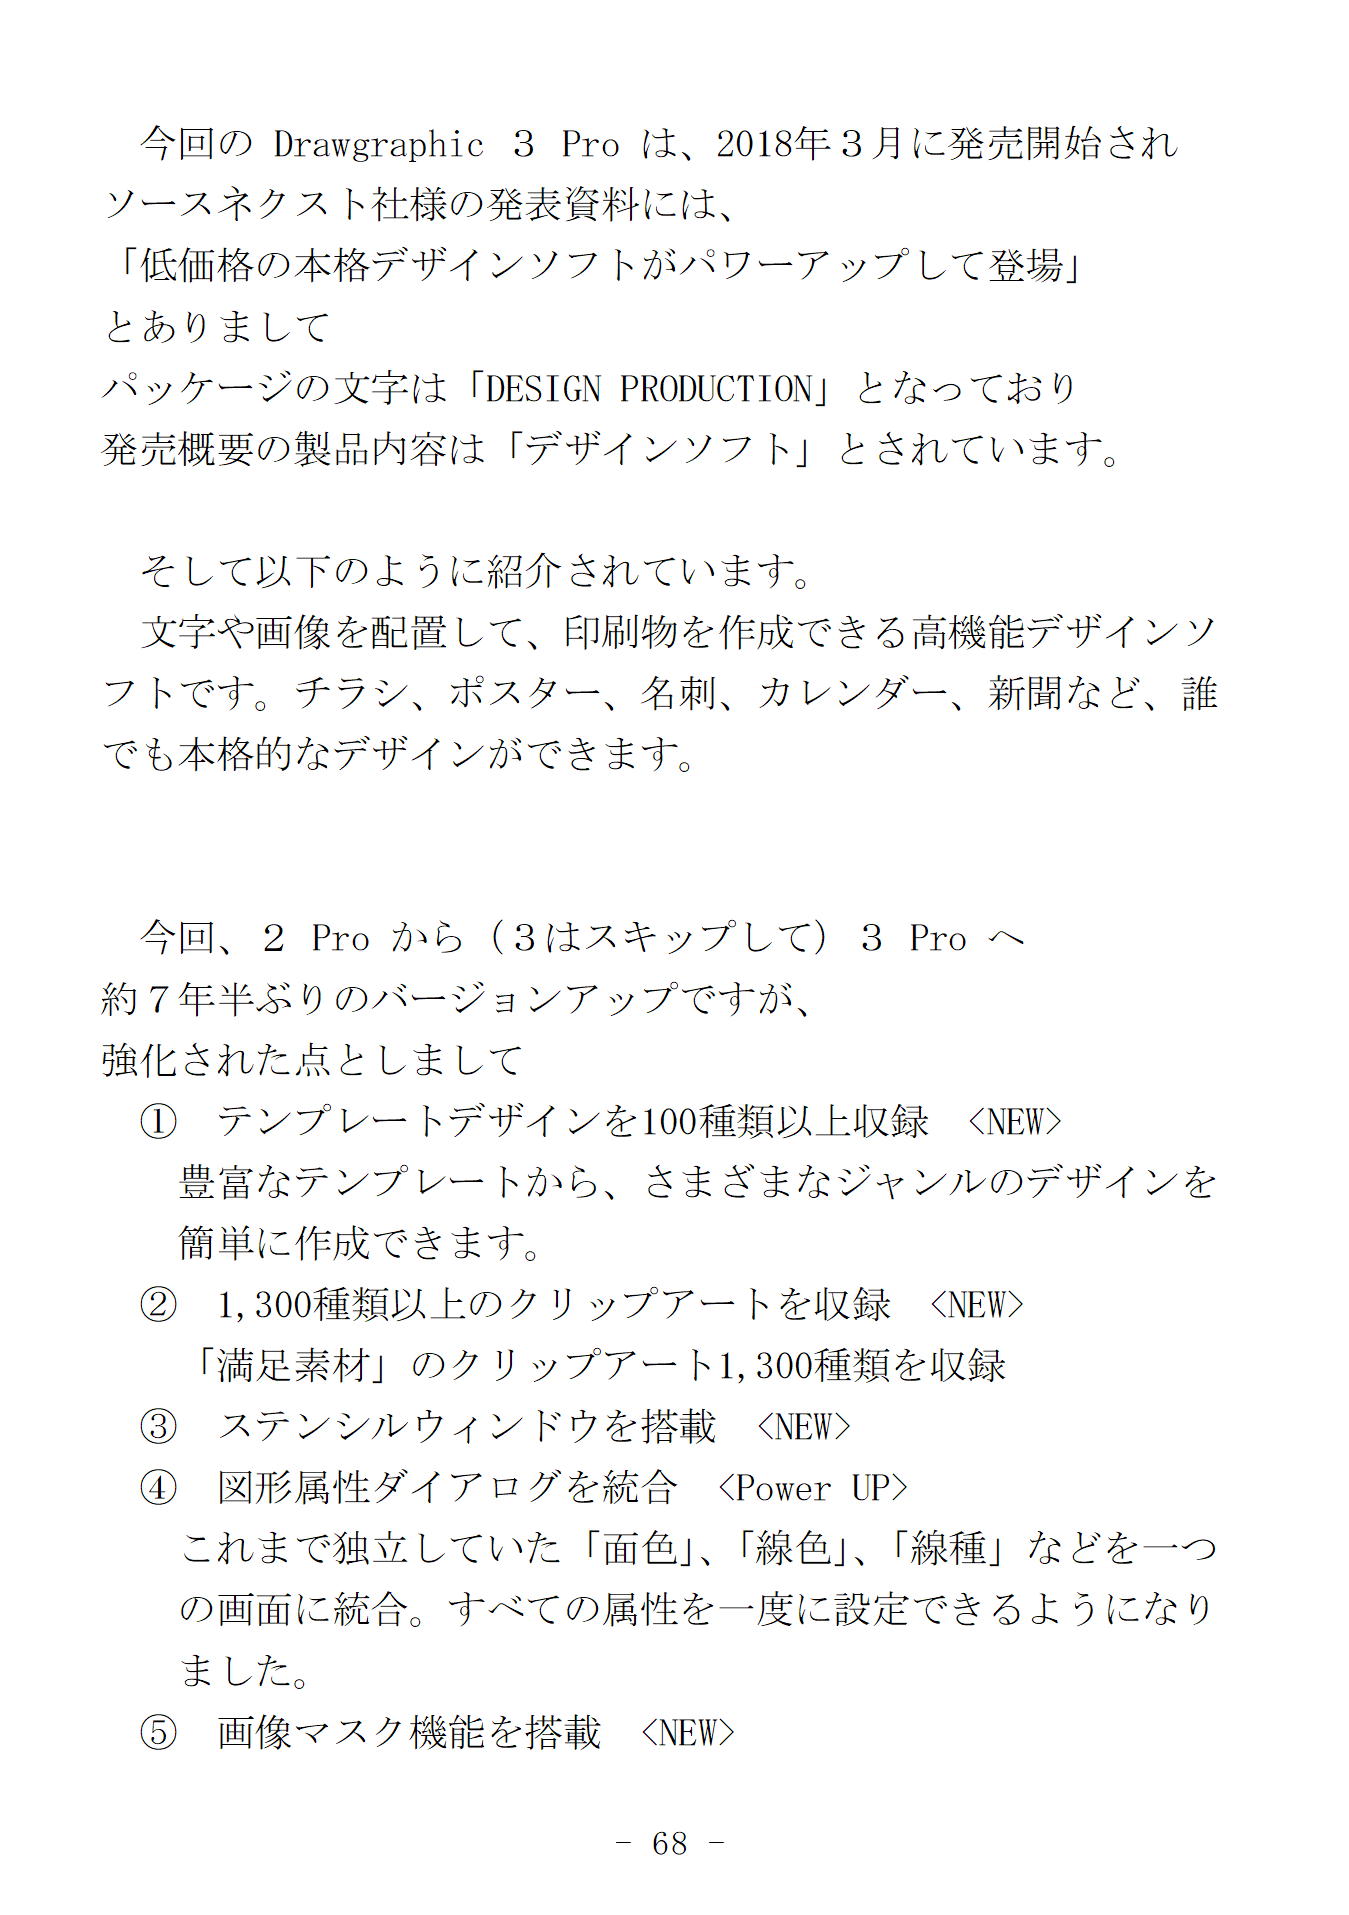 今回の Drawgraphic ３ Pro は、2018年３月に発売開始され
ソースネクスト社様の発表資料には、
「低価格の本格デザインソフトがパワーアップして登場」
とありまして
パッケージの文字は「DESIGN PRODUCTION」となっており
発売概要の製品内容は「デザインソフト」とされています。
そして以下のように紹介されています。
文字や画像を配置して、印刷物を作成できる高機能デザインソ
フトです。チラシ、ポスター、名刺、カレンダー、新聞など、誰
でも本格的なデザインができます。
今回、２ Pro から（３はスキップして）３ Pro へ
約７年半ぶりのバージョンアップですが、
強化された点としまして
①　テンプレートデザインを100種類以上収録　<NEW>
豊富なテンプレートから、さまざまなジャンルのデザインを
簡単に作成できます。
②　1,300種類以上のクリップアートを収録　<NEW>
「満足素材」のクリップアート1,300種類を収録
③　ステンシルウィンドウを搭載　<NEW>
④　図形属性ダイアログを統合　<Power UP>
これまで独立していた「面色」、「線色」、「線種」などを一つ
の画面に統合。すべての属性を一度に設定できるようになり
ました。
⑤　画像マスク機能を搭載　<NEW>
- 68 -